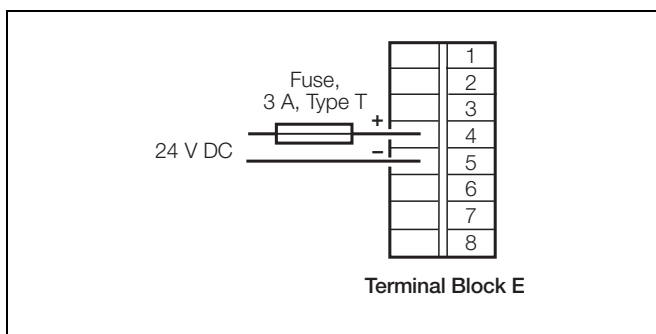 Fuse,
3 A, Type T
24 V DC
+
–
1
2
3
4
5
6
7
8
Terminal Block E